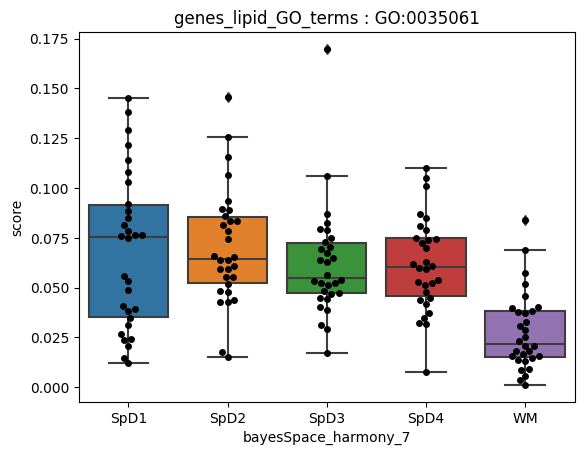 genes_lipid_GO_terms : GO:0035061
0.175
0.150
0.125
0.100
0.075
0.050
0.025
0.000
score
SpD1 SpD2 SpD3 SpD4 WM
bayesSpace_harmony_7